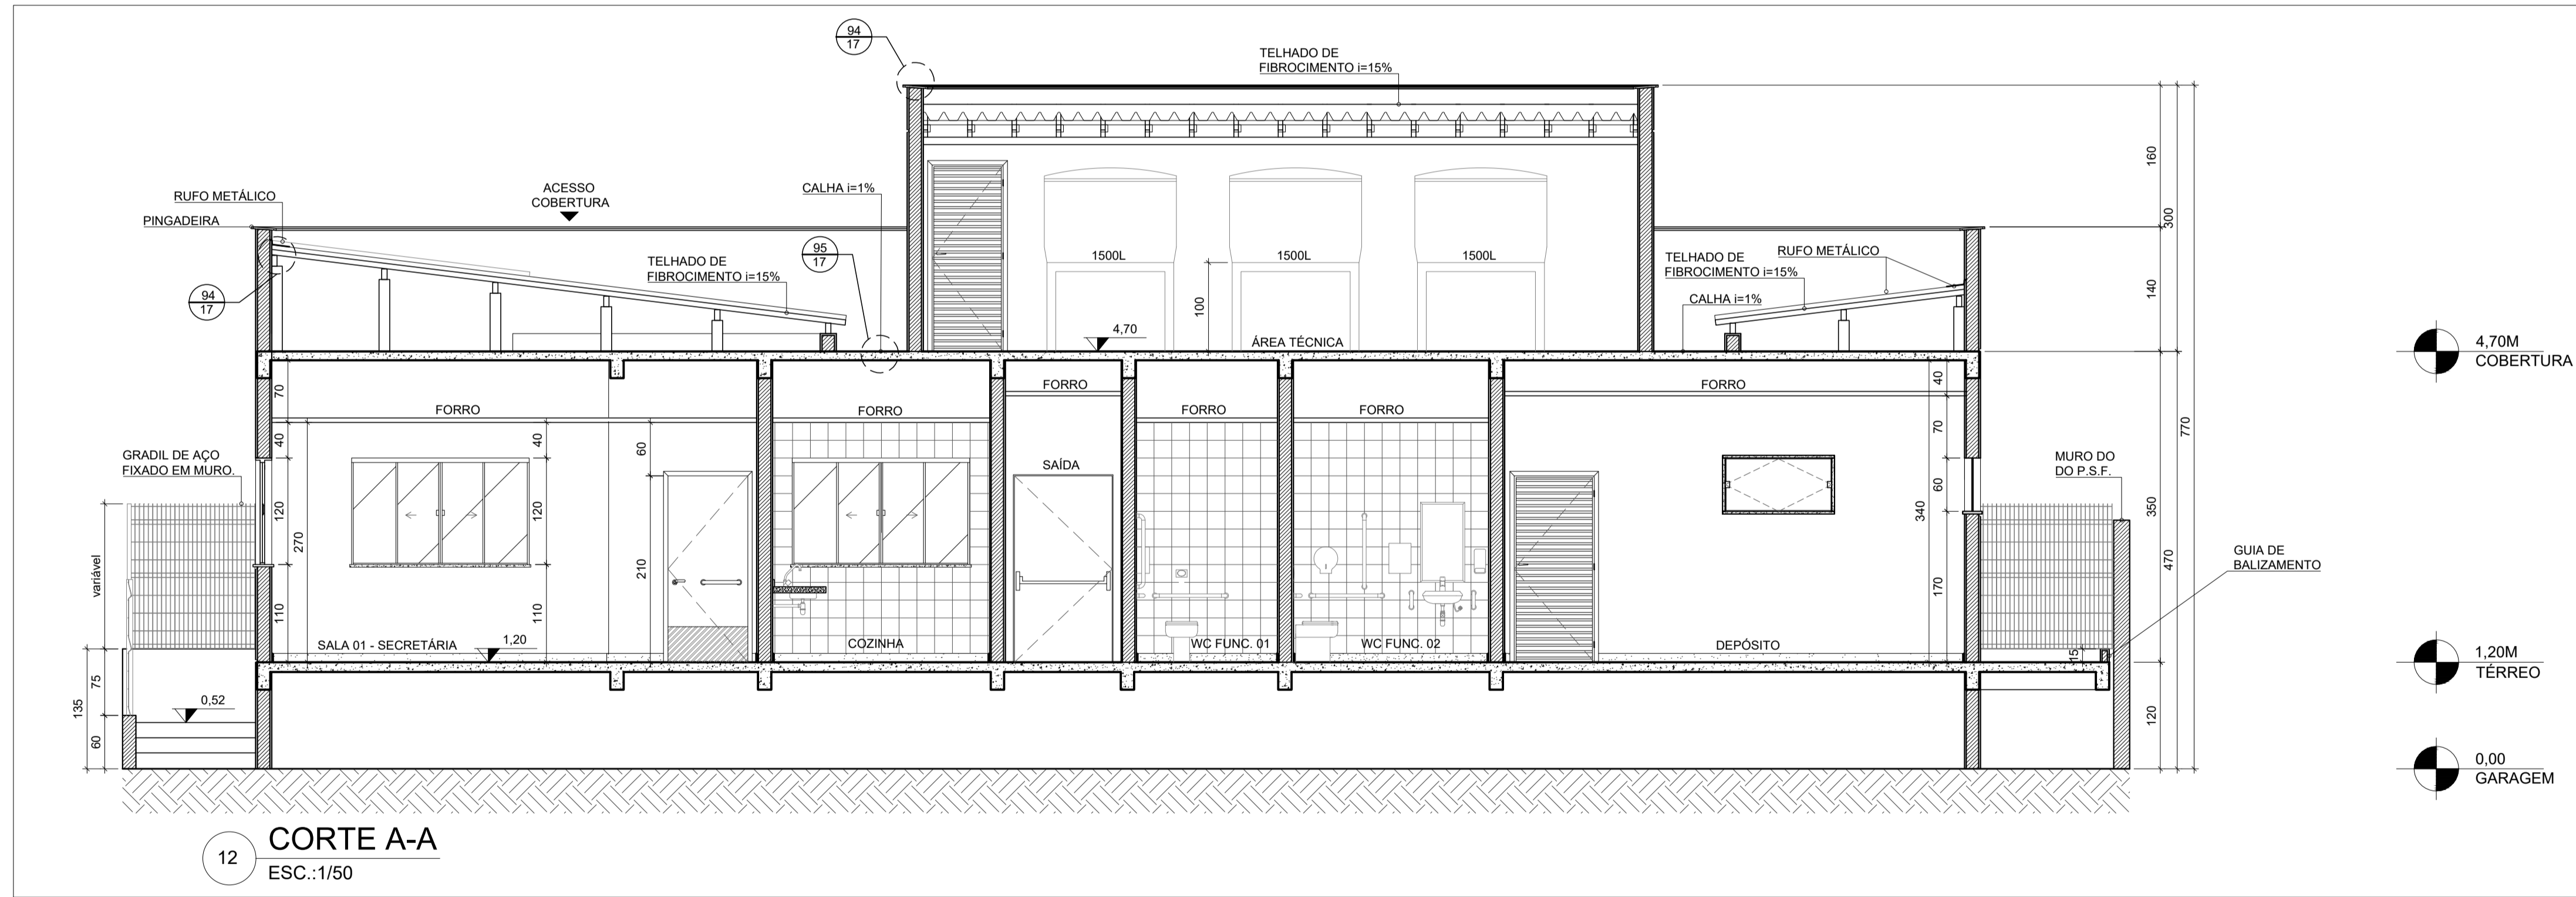 94
17
TELHADO DE
FIBROCIMENTO i=15%
RUFO METÁLICO
PINGADEIRA
ACESSO
COBERTURA
CALHA i=1%
95
17
TELHADO DE
FIBROCIMENTO i=15%
94
17
1500L
1500L
1500L
100
4,70
ÁREA TÉCNICA
TELHADO DE
FIBROCIMENTO i=15%
RUFO METÁLICO
CALHA i=1%
160
300
140
770
4,70M
COBERTURA
70
FORRO
FORRO
FORRO
FORRO
FORRO
FORRO
40
40
40
60
70
GRADIL DE AÇO
FIXADO EM MURO.
SAÍDA
MURO DO
DO P.S.F.
120
270
120
210
60
340
350
470
variável
110
110
170
GUIA DE
BALIZAMENTO
SALA 01 - SECRETÁRIA
1,20
COZINHA
WC FUNC. 01
WC FUNC. 02
DEPÓSITO
15
1,20M
TÉRREO
135
75
60
0,52
120
0,00
GARAGEM
12
CORTE A-A
ESC.:1/50